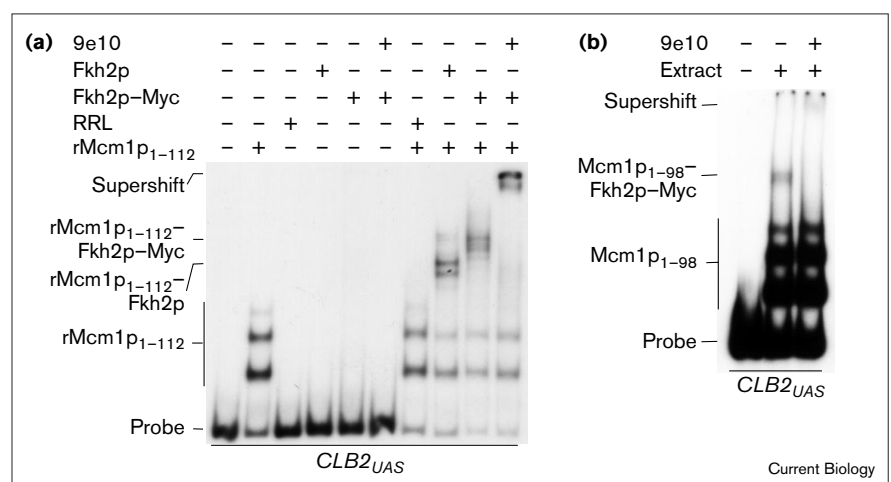 (a)
9e10 – – – – – + – – – +
Fkh2p – – – + – – – + – –
Fkh2p–Myc – – – – + + – – + +
RRL – – + – – – + – – –
rMcm1p1–112 – + – – – – + + + +
Supershift
rMcm1p1–112–
Fkh2p–Myc
rMcm1p1–112–
Fkh2p
rMcm1p1–112
Probe
CLB2UAS
(b)
9e10 – – +
Extract – + +
Supershift
Mcm1p1–98–
Fkh2p–Myc
Mcm1p1–98
Probe
CLB2UAS
Current Biology